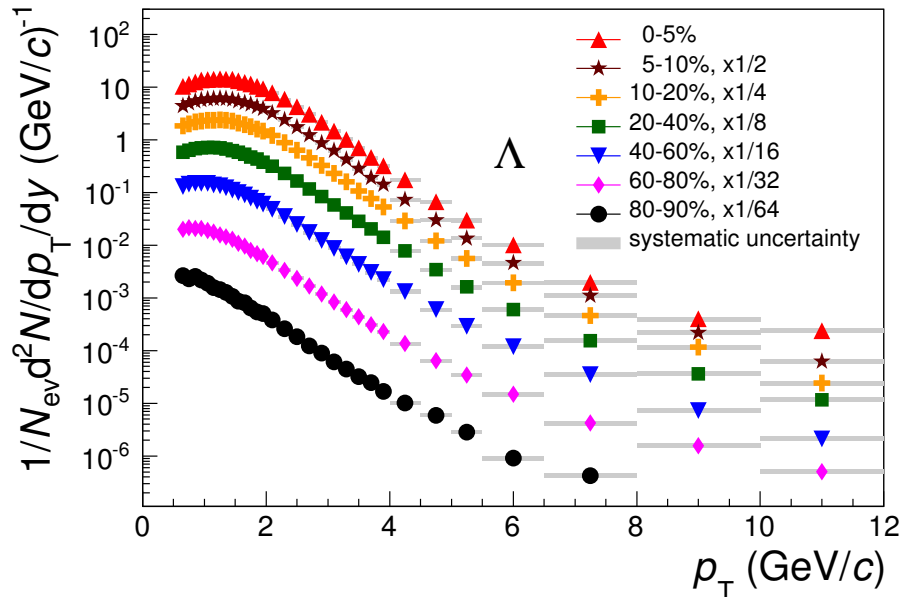 10²
10
1
10⁻¹
10⁻²
10⁻³
10⁻⁴
10⁻⁵
10⁻⁶
1/N_ev d²N/dp_T/dy (GeV/c)⁻¹
0-5%
5-10%, x1/2
10-20%, x1/4
20-40%, x1/8
40-60%, x1/16
60-80%, x1/32
80-90%, x1/64
systematic uncertainty
Λ
0 2 4 6 8 10 12
p_T (GeV/c)